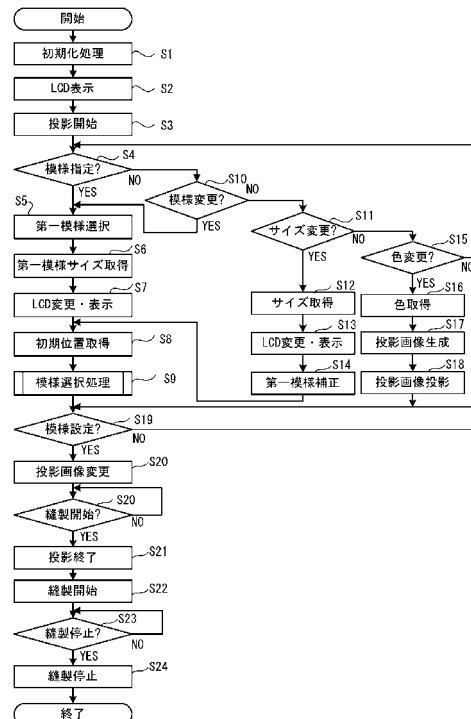 開始
初期化処理
S1
LCD表示
S2
投影開始
S3
模様指定?
S4
NO
YES
模様変更?
S10
NO
YES
サイズ変更?
S11
NO
YES
色変更?
S15
NO
YES
S5
第一模様選択
S6
第一模様サイズ取得
S7
LCD変更・表示
初期位置取得
S8
模様選択処理
S9
S12
サイズ取得
S13
LCD変更・表示
S14
第一模様補正
S16
色取得
S17
投影画像生成
S18
投影画像投影
模様設定?
S19
NO
YES
投影画像変更
S20
縫製開始?
S20
NO
YES
投影終了
S21
縫製開始
S22
縫製停止?
S23
NO
YES
縫製停止
S24
終了